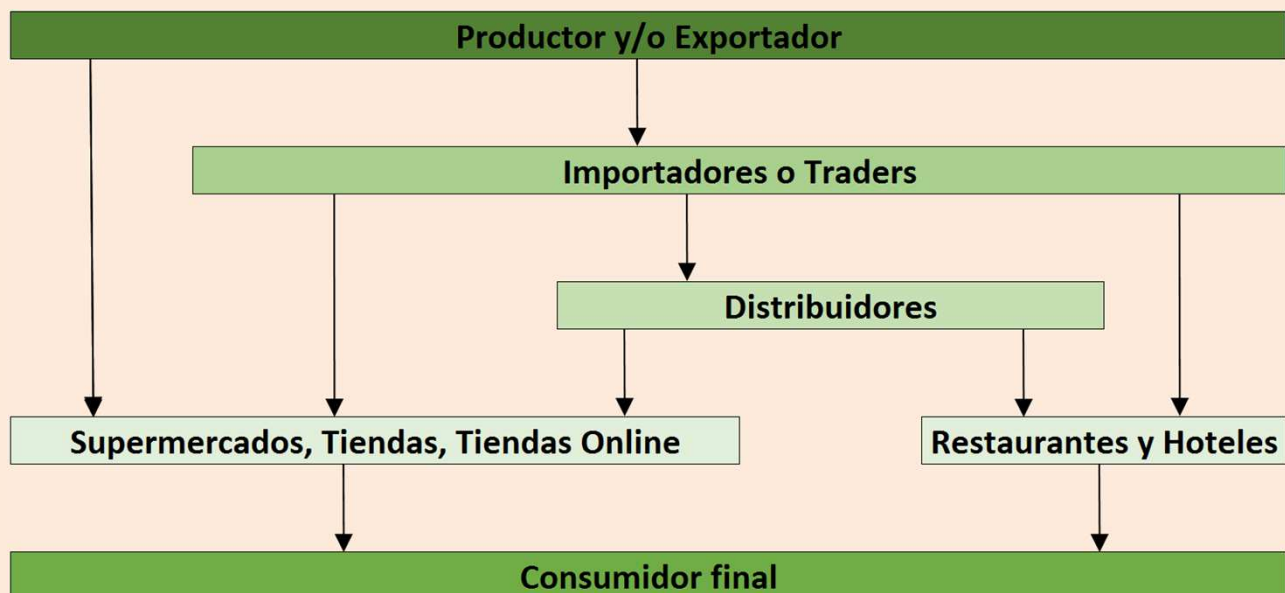 Productor y/o Exportador
Importadores o Traders
Distribuidores
Supermercados, Tiendas, Tiendas Online
Restaurantes y Hoteles
Consumidor final